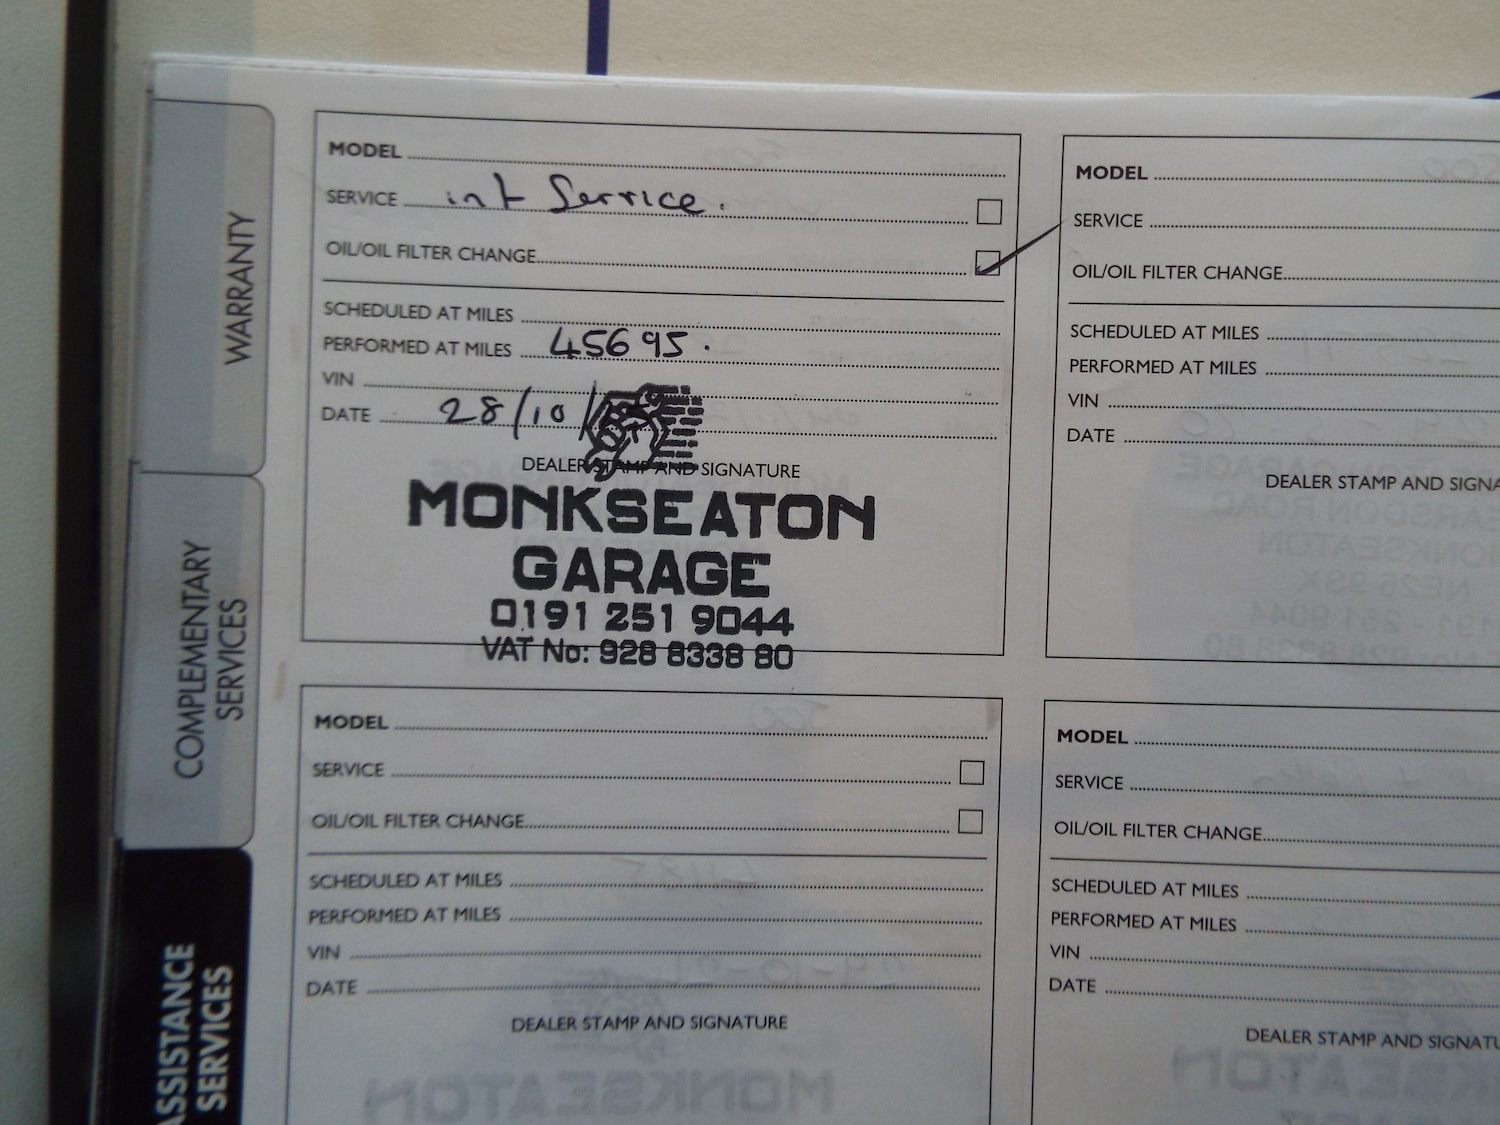 WARRANTY
COMPLEMENTARY
SERVICES
ASSISTANCE
SERVICES
MODEL
SERVICE int Service.
OIL/OIL FILTER CHANGE
SCHEDULED AT MILES
PERFORMED AT MILES 45695.
VIN
DATE 28/10/
DEALER STAMP AND SIGNATURE
MONKSEATON
GARAGE
0191 251 9044
VAT No: 928 8338 80
MODEL
SERVICE
OIL/OIL FILTER CHANGE
SCHEDULED AT MILES
PERFORMED AT MILES
VIN
DATE
DEALER STAMP AND SIGNA
MODEL
SERVICE
OIL/OIL FILTER CHANGE
SCHEDULED AT MILES
PERFORMED AT MILES
VIN
DATE
DEALER STAMP AND SIGNATURE
MODEL
SERVICE
OIL/OIL FILTER CHANGE
SCHEDULED AT MILES
PERFORMED AT MILES
VIN
DATE
DEALER STAMP AND SIGNATU